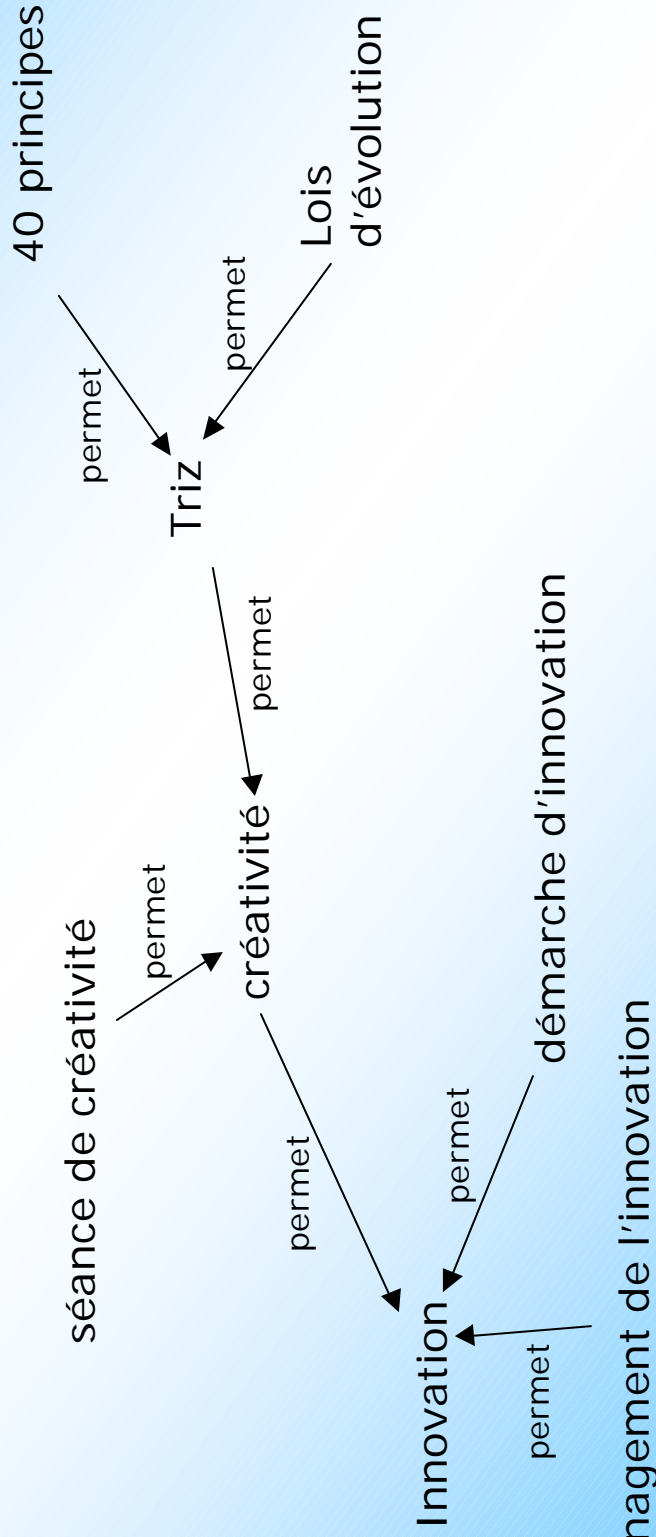 40 principes
séance de créativité
permet
permet
Triz
permet
créativité
permet
permet
Lois
d'évolution
Innovation
permet
permet
démarche d'innovation
nagement de l'innovation